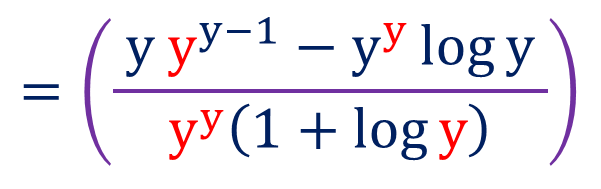 = ( (y y^(y−1) − y^y log y) / (y^y (1 + log y)) )